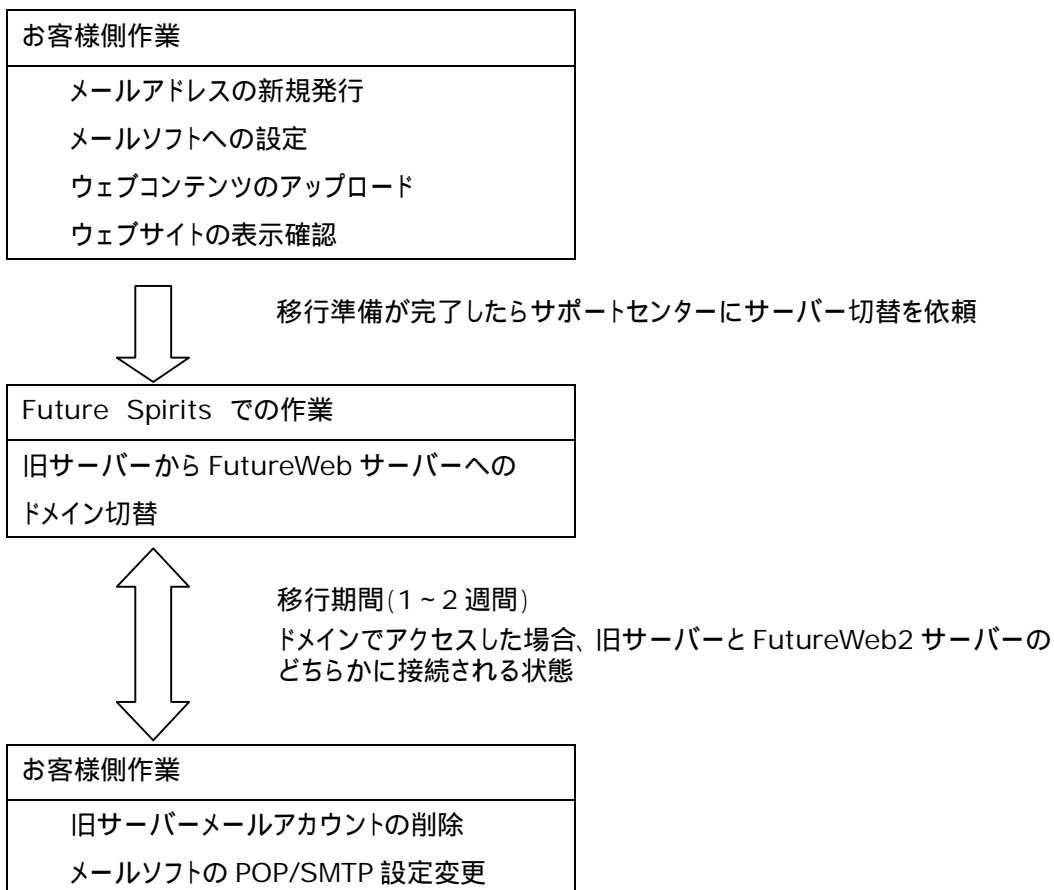 お客様側作業
メールアドレスの新規発行
メールソフトへの設定
ウェブコンテンツのアップロード
ウェブサイトの表示確認
移行準備が完了したらサポートセンターにサーバー切替を依頼
Future Spirits での作業
旧サーバーから FutureWeb サーバーへの
ドメイン切替
移行期間(1~2週間)
ドメインでアクセスした場合、旧サーバーと FutureWeb2 サーバーの
どちらかに接続される状態
お客様側作業
旧サーバーメールアカウントの削除
メールソフトの POP/SMTP 設定変更